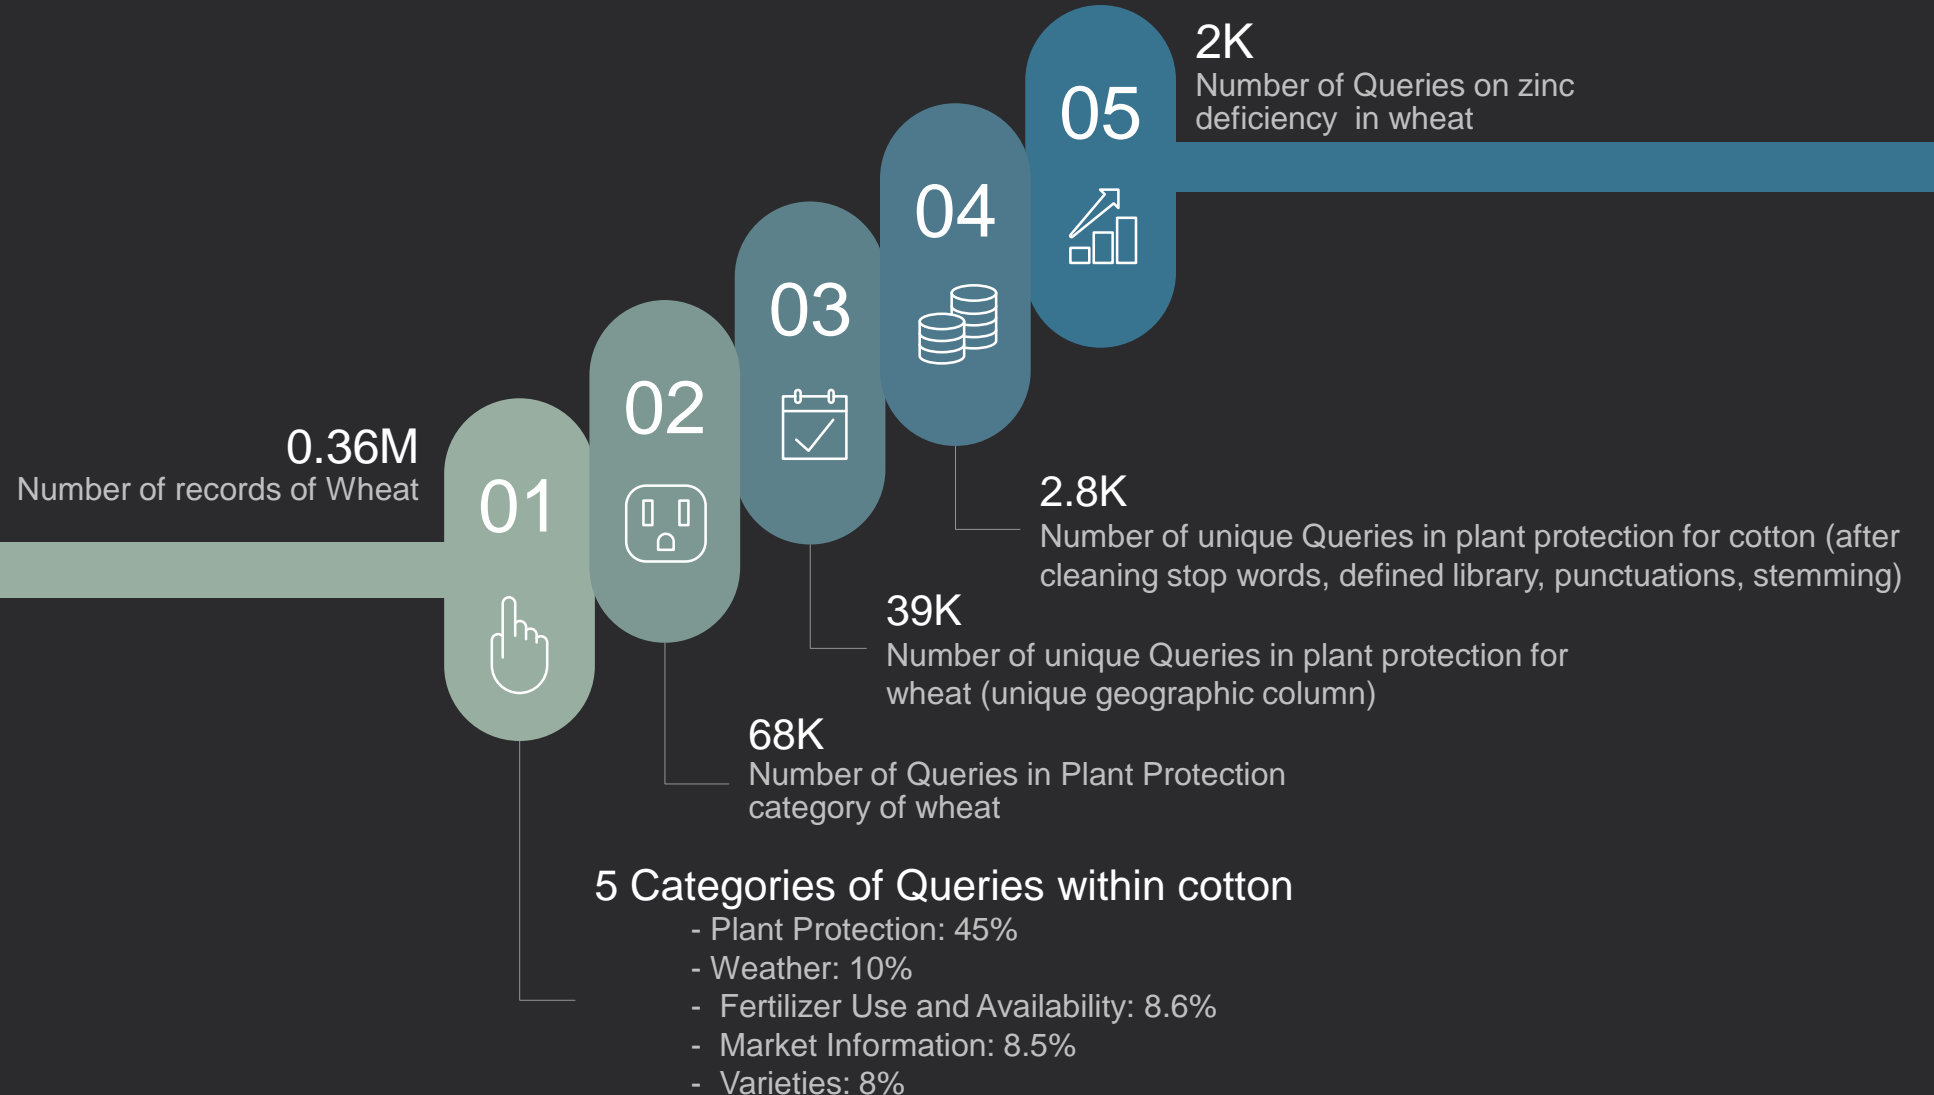 0.36M
Number of records of Wheat
01
5 Categories of Queries within cotton
- Plant Protection: 45%
- Weather: 10%
- Fertilizer Use and Availability: 8.6%
- Market Information: 8.5%
- Varieties: 8%
02
68K
Number of Queries in Plant Protection
category of wheat
03
39K
Number of unique Queries in plant protection for
wheat (unique geographic column)
04
2.8K
Number of unique Queries in plant protection for cotton (after
cleaning stop words, defined library, punctuations, stemming)
05
2K
Number of Queries on zinc
deficiency in wheat